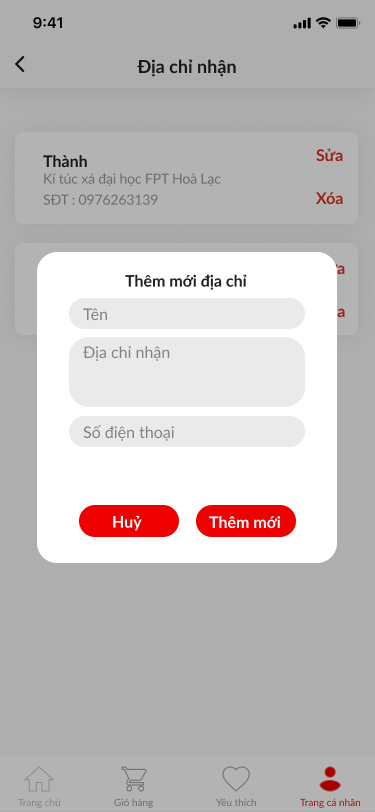 9:41
Địa chỉ nhận
Thành
Sửa
Kí túc xá đại học FPT Hoà Lạc
SĐT : 0976263139
Xóa
Thêm mới địa chỉ
Tên
Địa chỉ nhận
Số điện thoại
Huỷ
Thêm mới
Trang chủ
Giỏ hàng
Yêu thích
Trang cá nhân